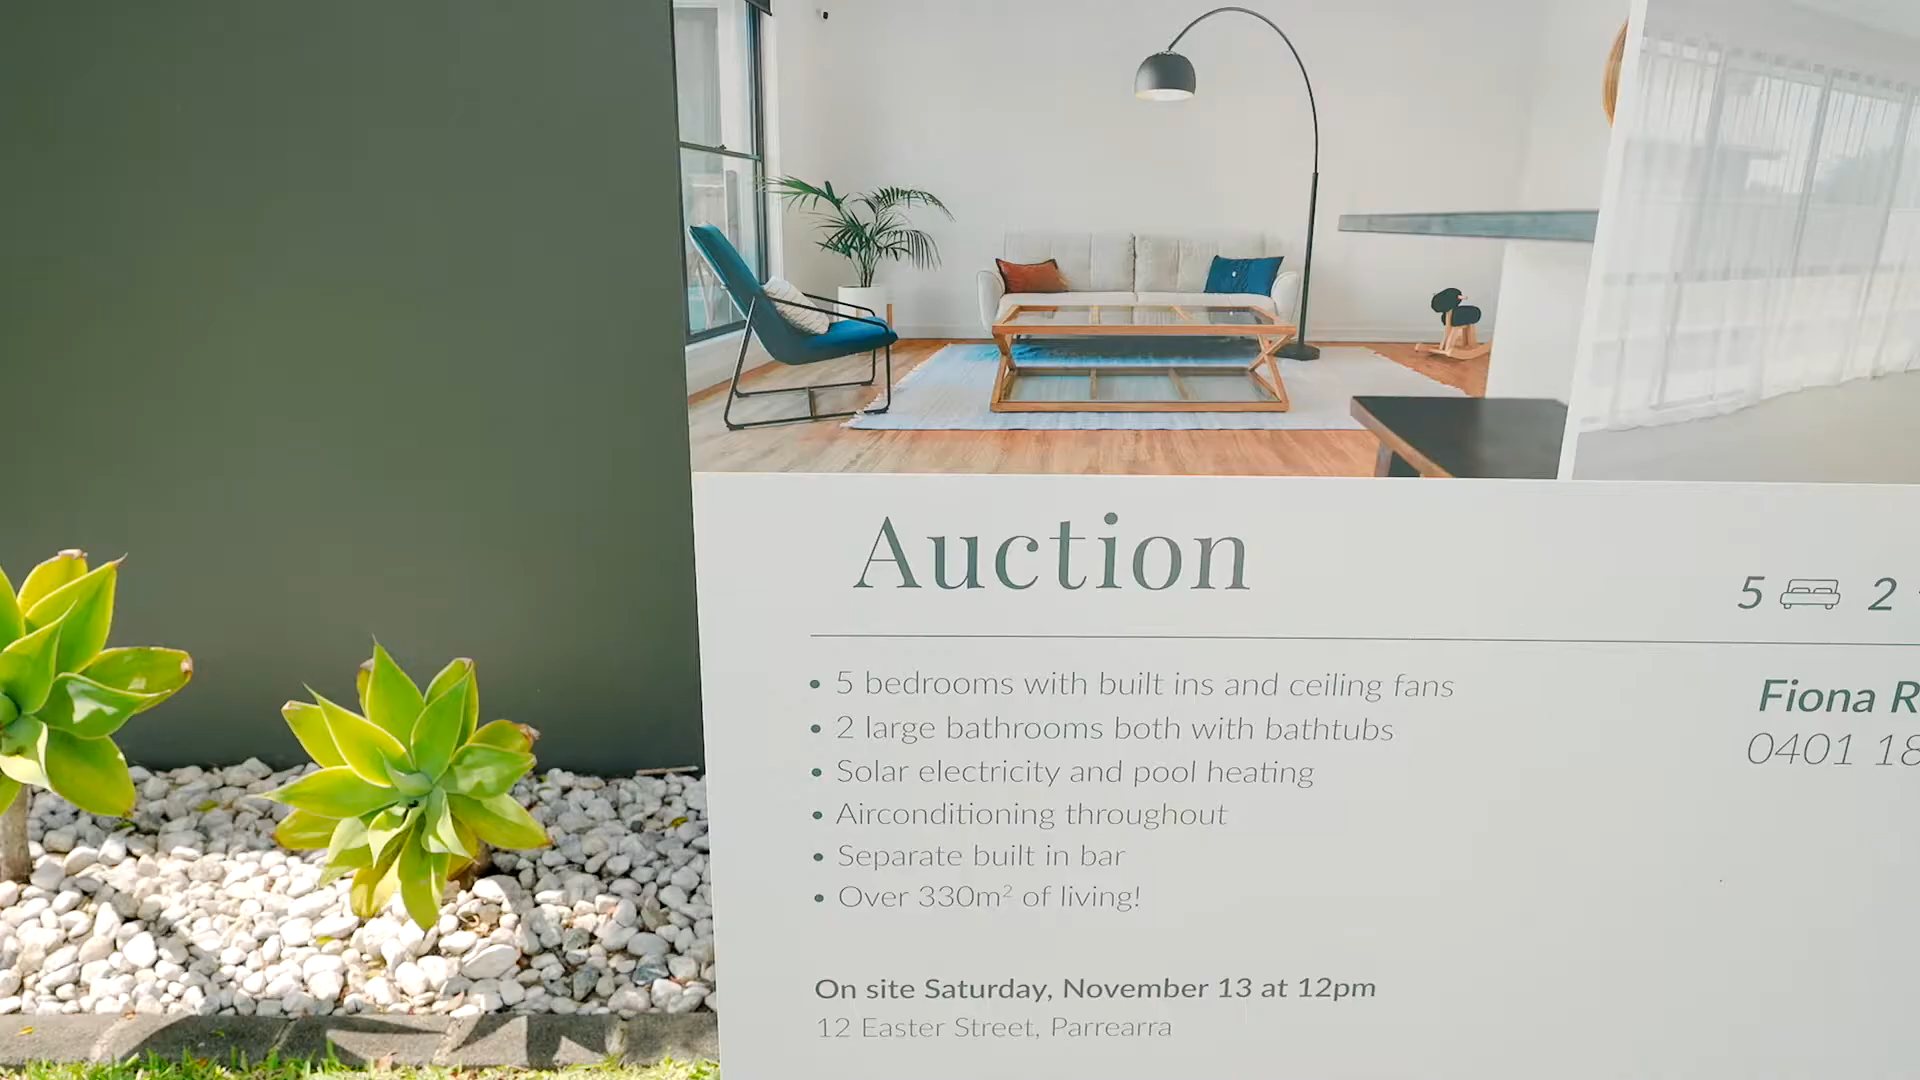 Auction
5 2
• 5 bedrooms with built ins and ceiling fans
• 2 large bathrooms both with bathtubs
• Solar electricity and pool heating
• Airconditioning throughout
• Separate built in bar
• Over 330m² of living!
Fiona R
0401 18
On site Saturday, November 13 at 12pm
12 Easter Street, Parrearra